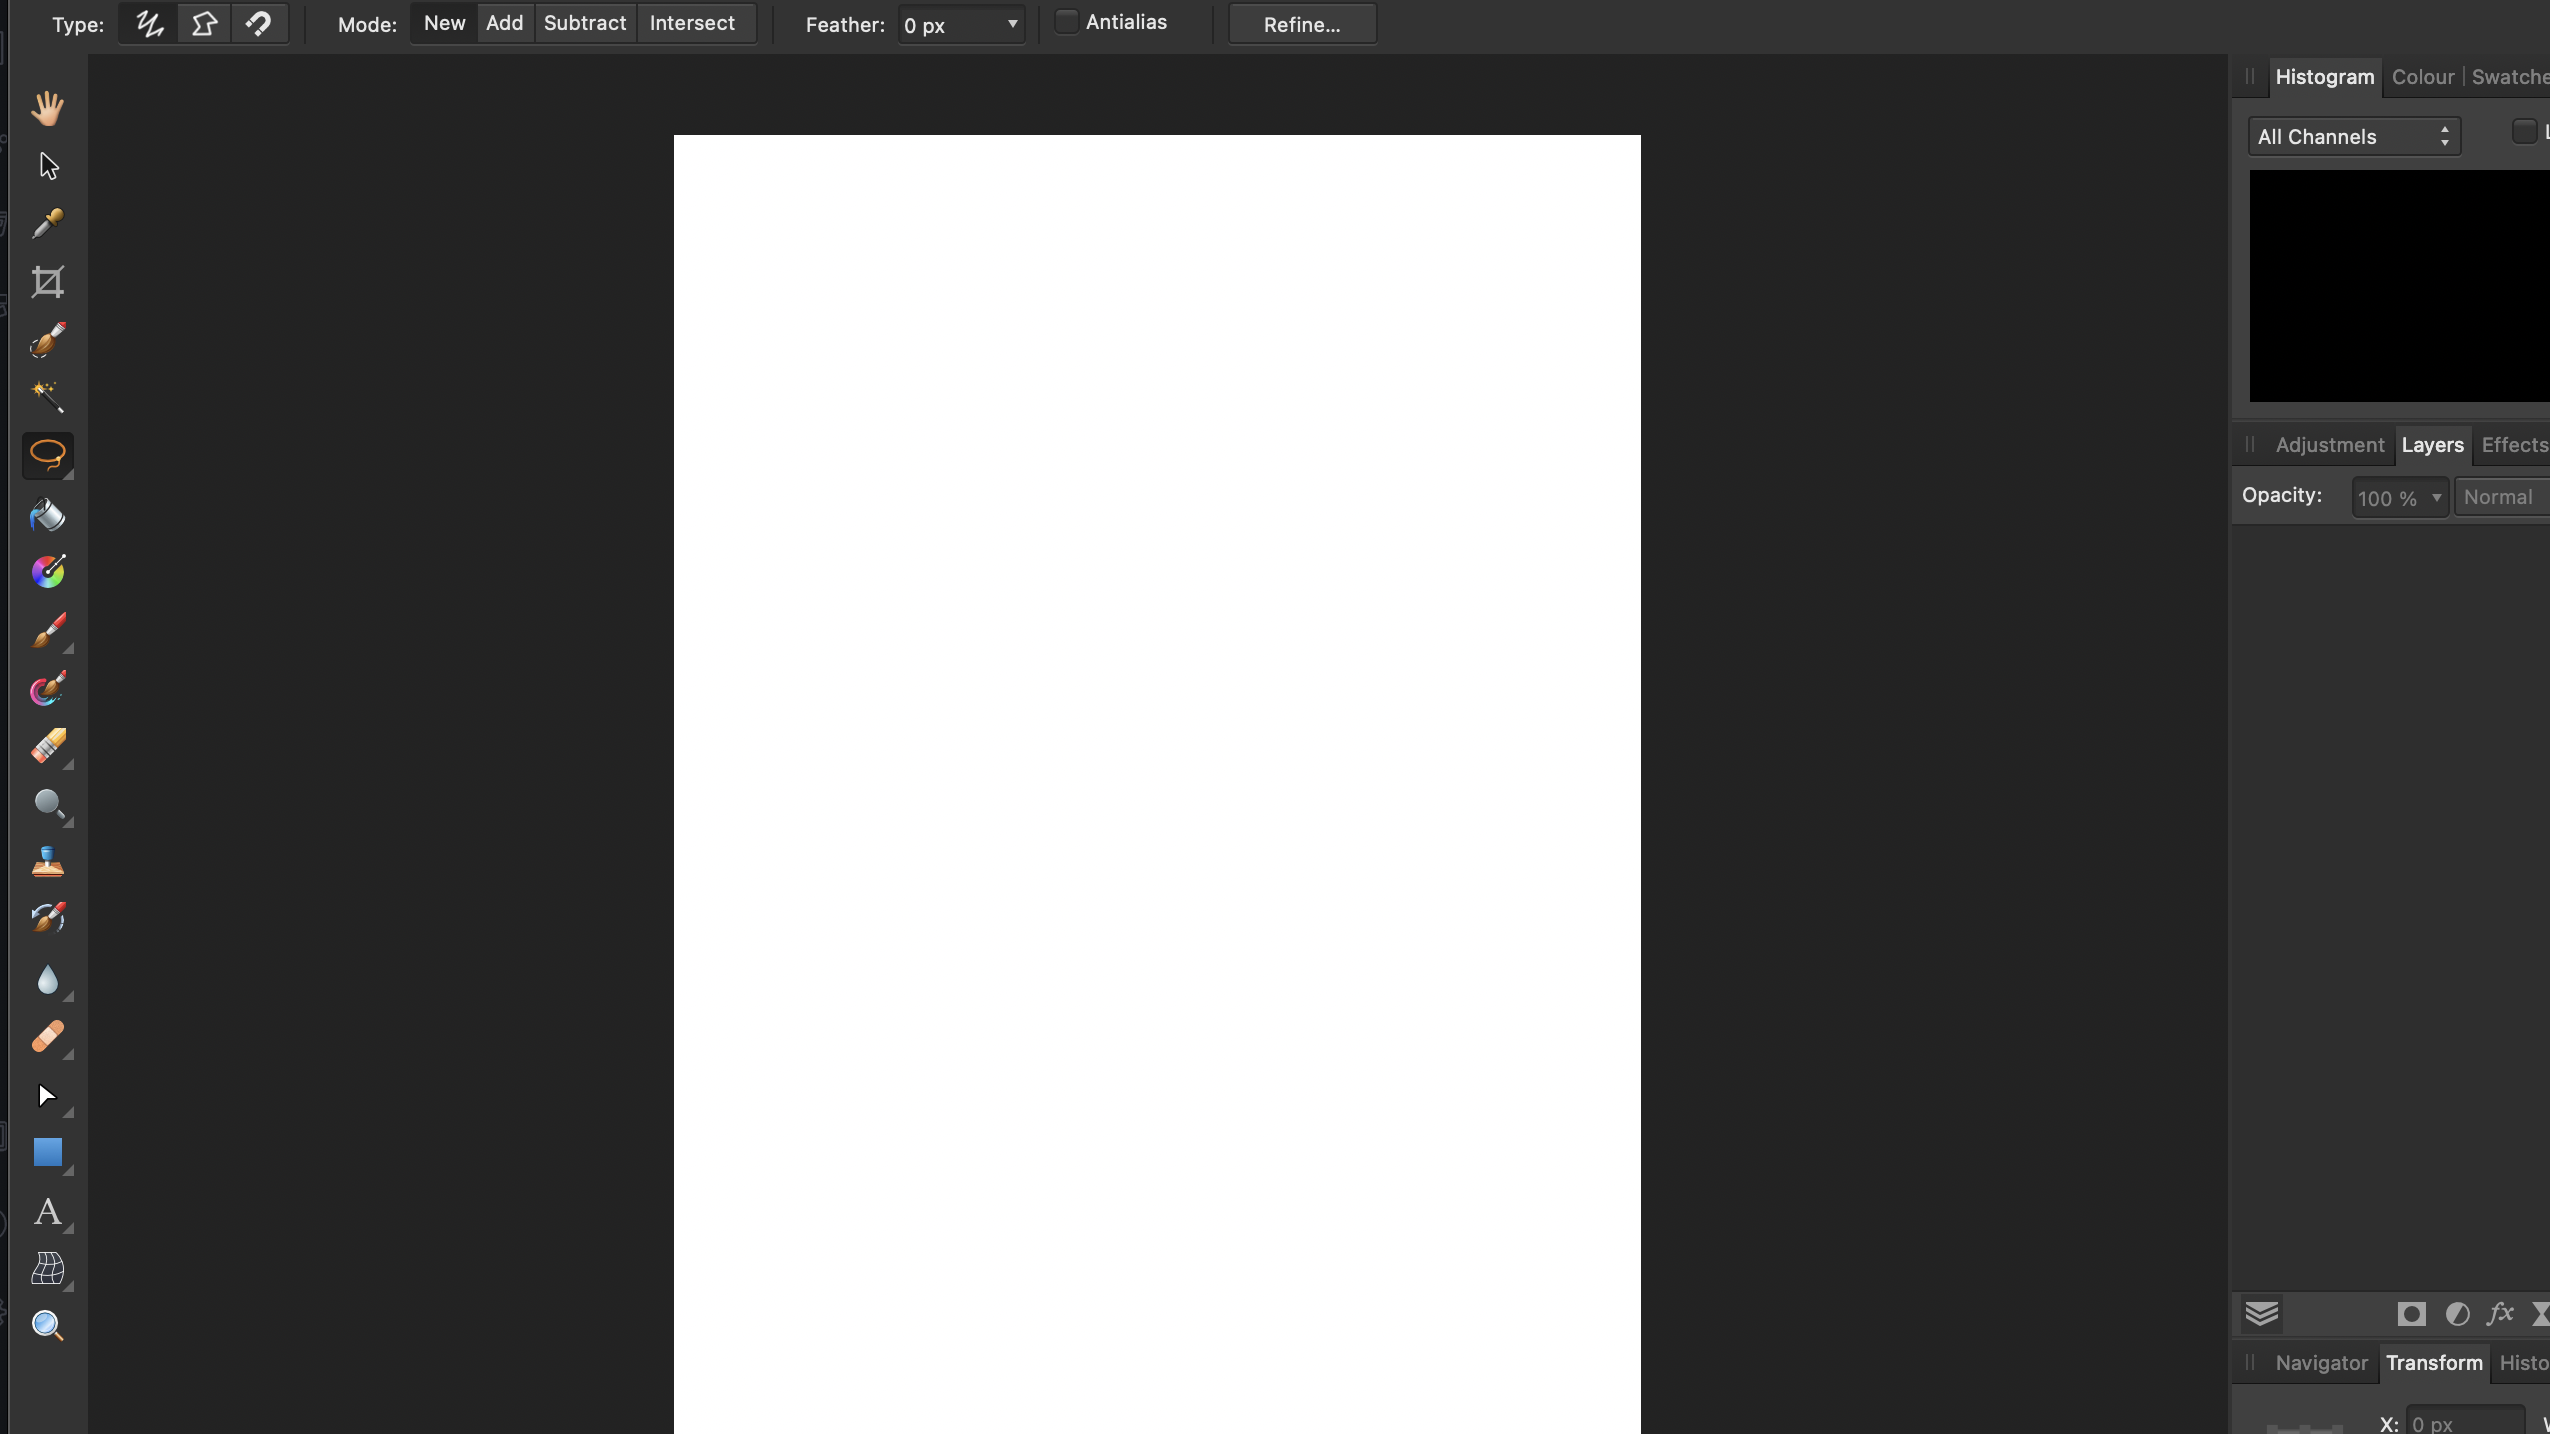 Type: Mode: New Add Subtract Intersect Feather: 0 px Antialias Refine...
Histogram Colour Swatche
All Channels L
Adjustment Layers Effects
Opacity: 100 % Normal
A
fx
Navigator Transform Histo
X: 0 px